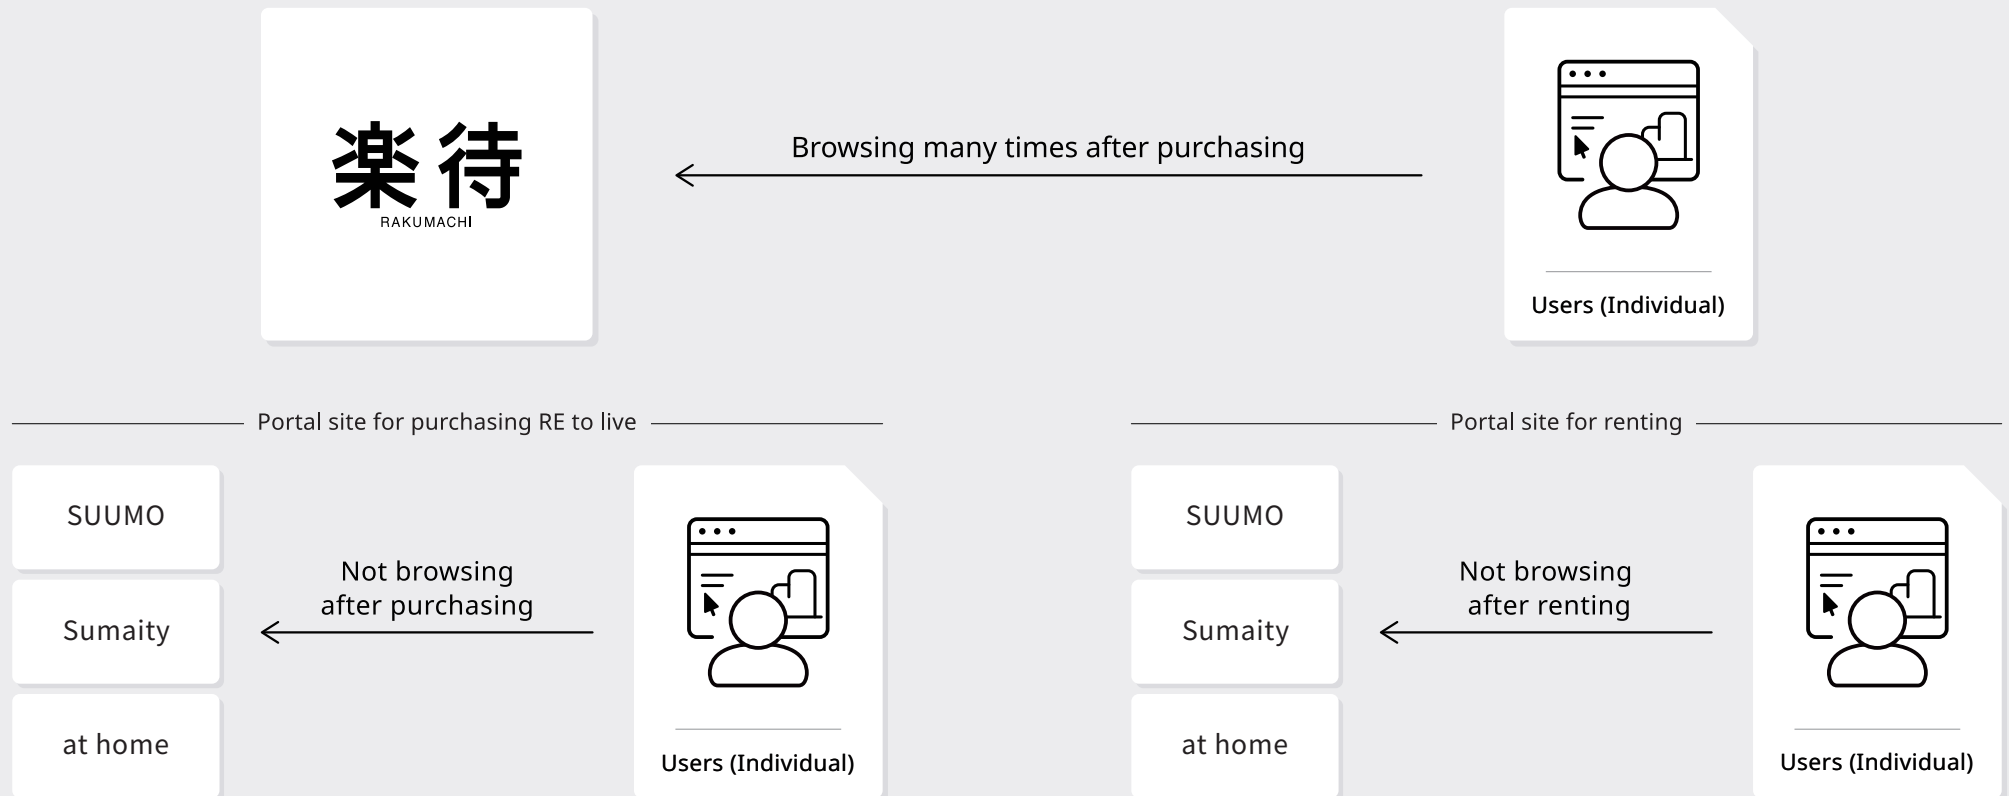 楽待
RAKUMACHI
Browsing many times after purchasing
Users (Individual)
Portal site for purchasing RE to live
SUUMO
Sumaity
at home
Not browsing
after purchasing
Users (Individual)
Portal site for renting
SUUMO
Sumaity
at home
Not browsing
after renting
Users (Individual)